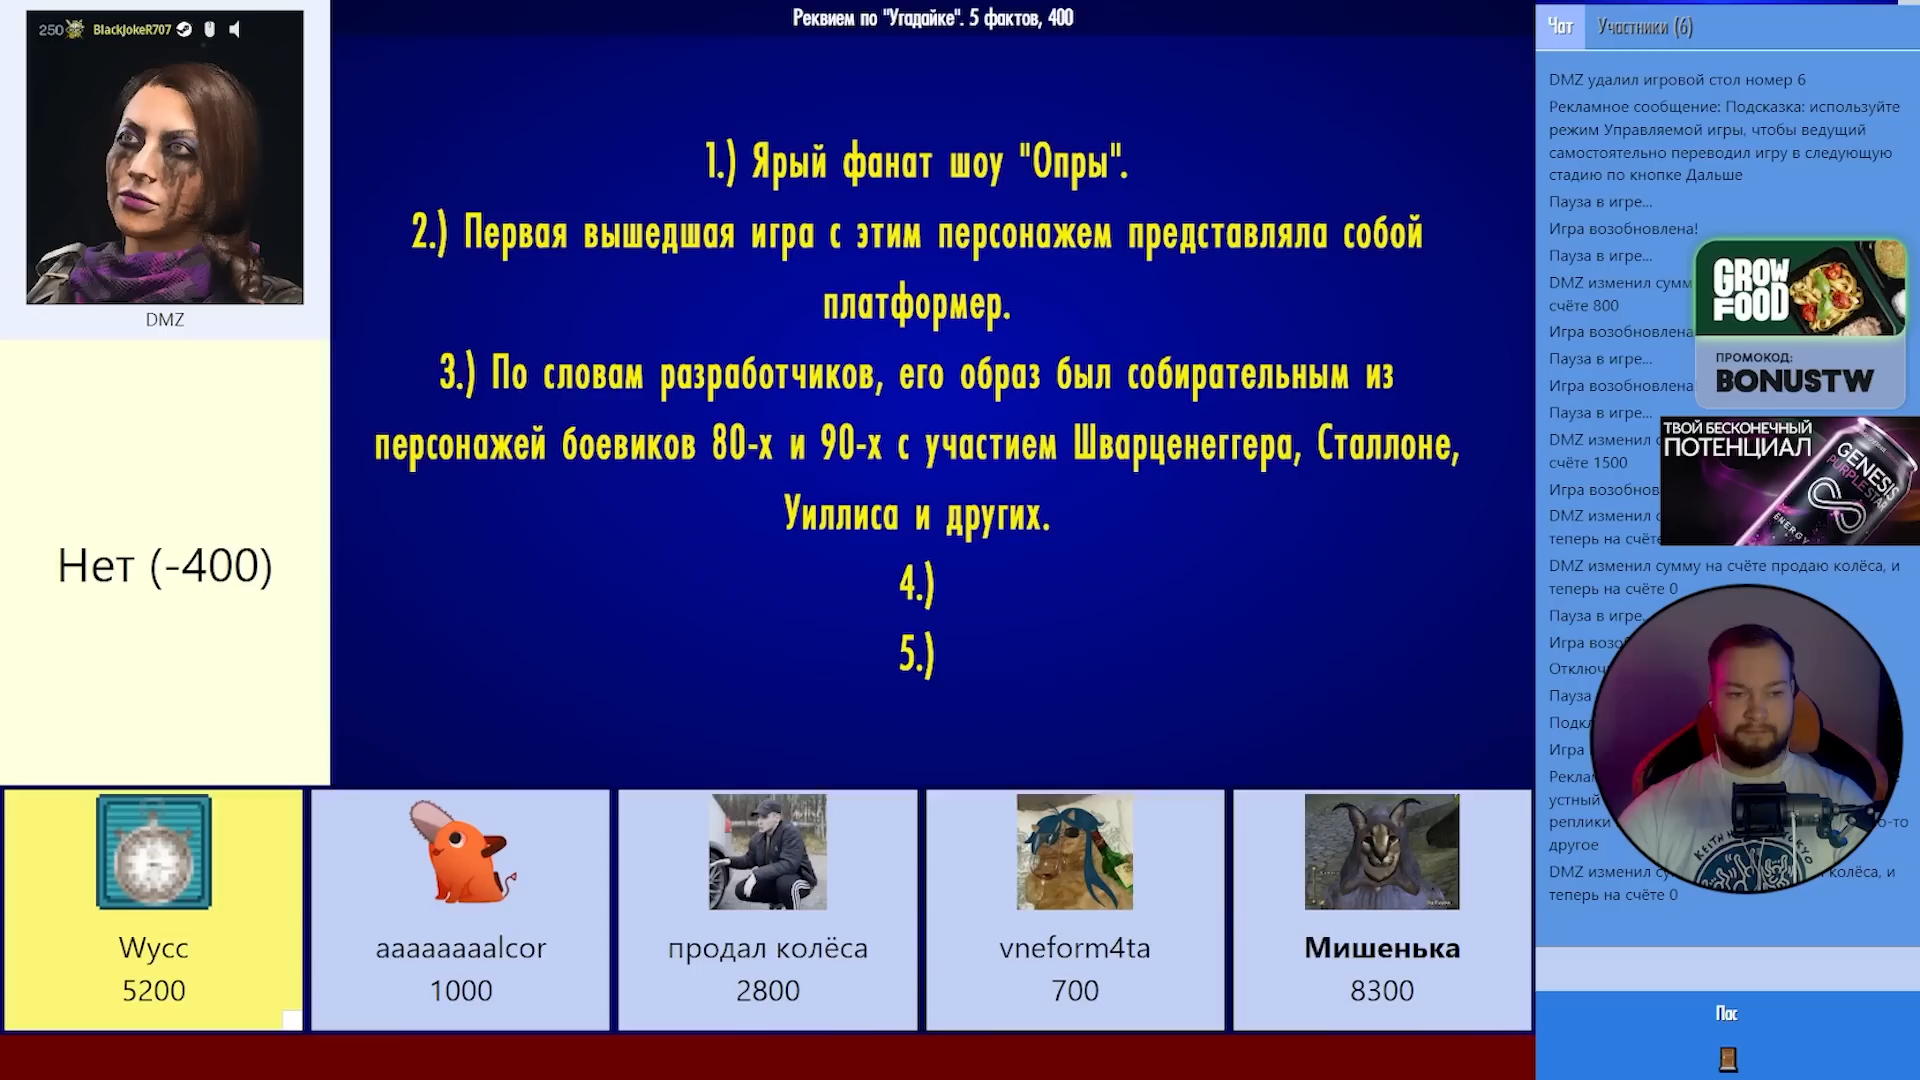 Реквием по "Угадайке". 5 фактов, 400
250 BlackJokeR707
DMZ
Нет (-400)
1.) Ярый фанат шоу "Опры".
2.) Первая вышедшая игра с этим персонажем представляла собой
платформер.
3.) По словам разработчиков, его образ был собирательным из
персонажей боевиков 80-х и 90-х с участием Шварценеггера, Сталлоне,
Уиллиса и других.
4.)
5.)
Wycc
5200
aaaaaaaalcor
1000
продал колёса
2800
vneform4ta
700
Мишенька
8300
Чат
Участники (6)
DMZ удалил игровой стол номер 6
Рекламное сообщение: Подсказка: используйте
режим Управляемой игры, чтобы ведущий
самостоятельно переводил игру в следующую
стадию по кнопке Дальше
Пауза в игре...
Игра возобновлена!
Пауза в игре...
DMZ изменил сумм
счёте 800
Игра возобновлена
Пауза в игре...
Игра возобновлена
Пауза в игре...
DMZ изменил с
счёте 1500
Игра возобнов
DMZ изменил с
теперь на счёте
DMZ изменил сумму на счёте продаю колёса, и
теперь на счёте 0
Пауза в игре.
Игра возо
Отключ
Пауза
Подкл
Игра
Реклам
устный
реплики о-то
другое
DMZ изменил су колёса, и
теперь на счёте 0
GROW
FOOD
ПРОМОКОД:
BONUSTW
ТВОЙ БЕСКОНЕЧНЫЙ
ПОТЕНЦИАЛ
GENESIS
PURPLE STAR
ENERGY
Пас